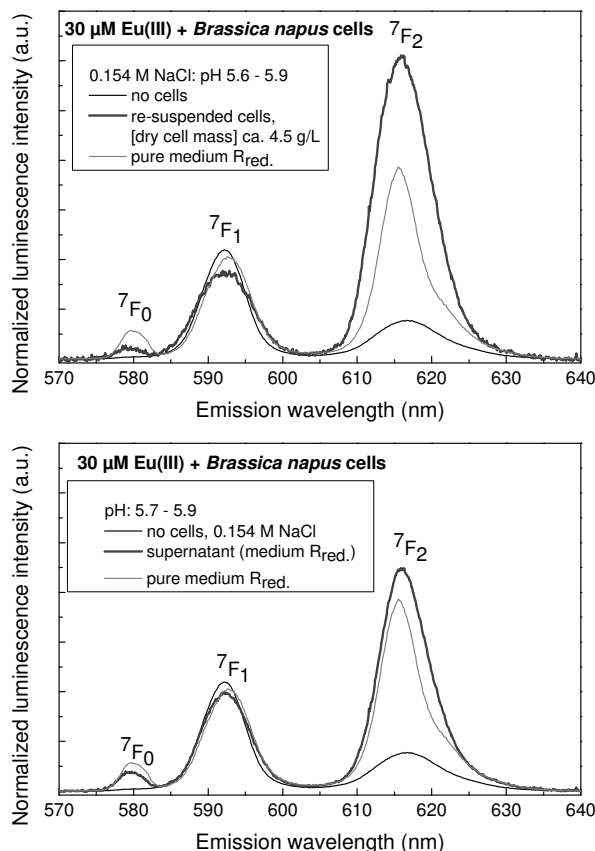 30 µM Eu(III) + Brassica napus cells
0.154 M NaCl: pH 5.6 - 5.9
no cells
re-suspended cells,
[dry cell mass] ca. 4.5 g/L
pure medium Rred.
7F0
7F1
7F2
Normalized luminescence intensity (a.u.)
570 580 590 600 610 620 630 640
Emission wavelength (nm)
30 µM Eu(III) + Brassica napus cells
pH: 5.7 - 5.9
no cells, 0.154 M NaCl
supernatant (medium Rred.)
pure medium Rred.
7F0
7F1
7F2
Normalized luminescence intensity (a.u.)
570 580 590 600 610 620 630 640
Emission wavelength (nm)